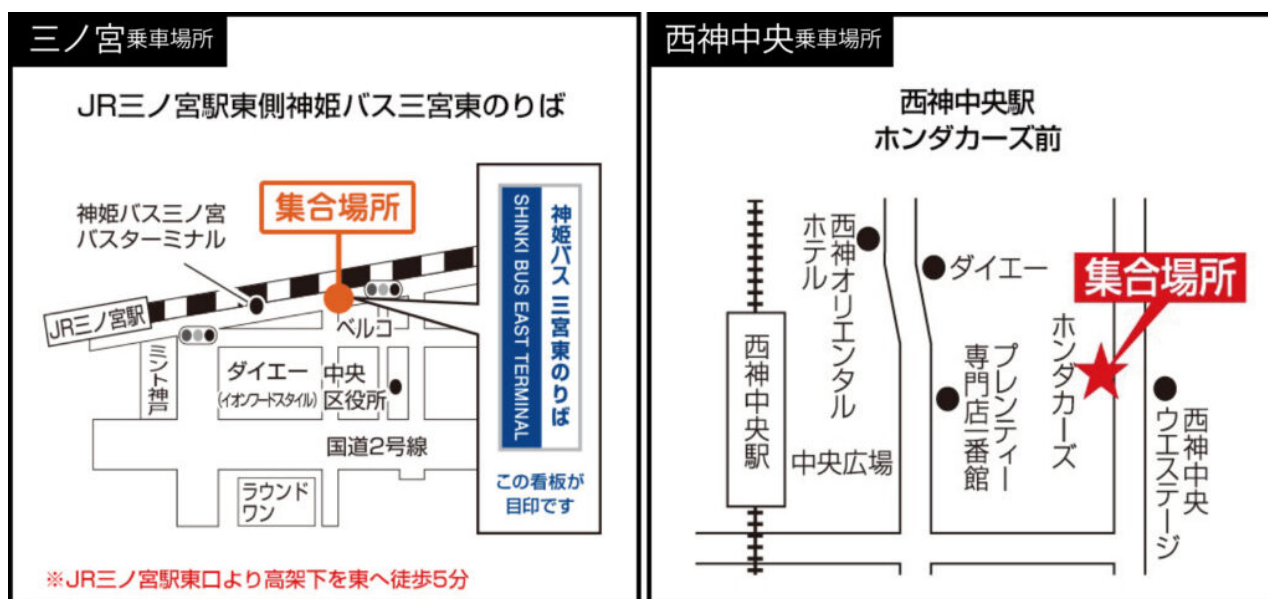 三ノ宮乗車場所
JR三ノ宮駅東側神姫バス三宮東のりば
神姫バス三ノ宮
バスターミナル
集合場所
JR三ノ宮駅
ベルコ
ミント神戸
ダイエー
(イオンフードスタイル)
中央
区役所
国道2号線
ラウンド
ワン
神姫バス 三宮東のりば
SHINKI BUS EAST TERMINAL
この看板が
目印です
※JR三ノ宮駅東口より高架下を東へ徒歩5分
西神中央乗車場所
西神中央駅
ホンダカーズ前
西神オリエンタル
ホテル
ダイエー
集合場所
西神中央駅
中央広場
プレンティー
専門店一番館
ホンダカーズ
西神中央
ウエステージ